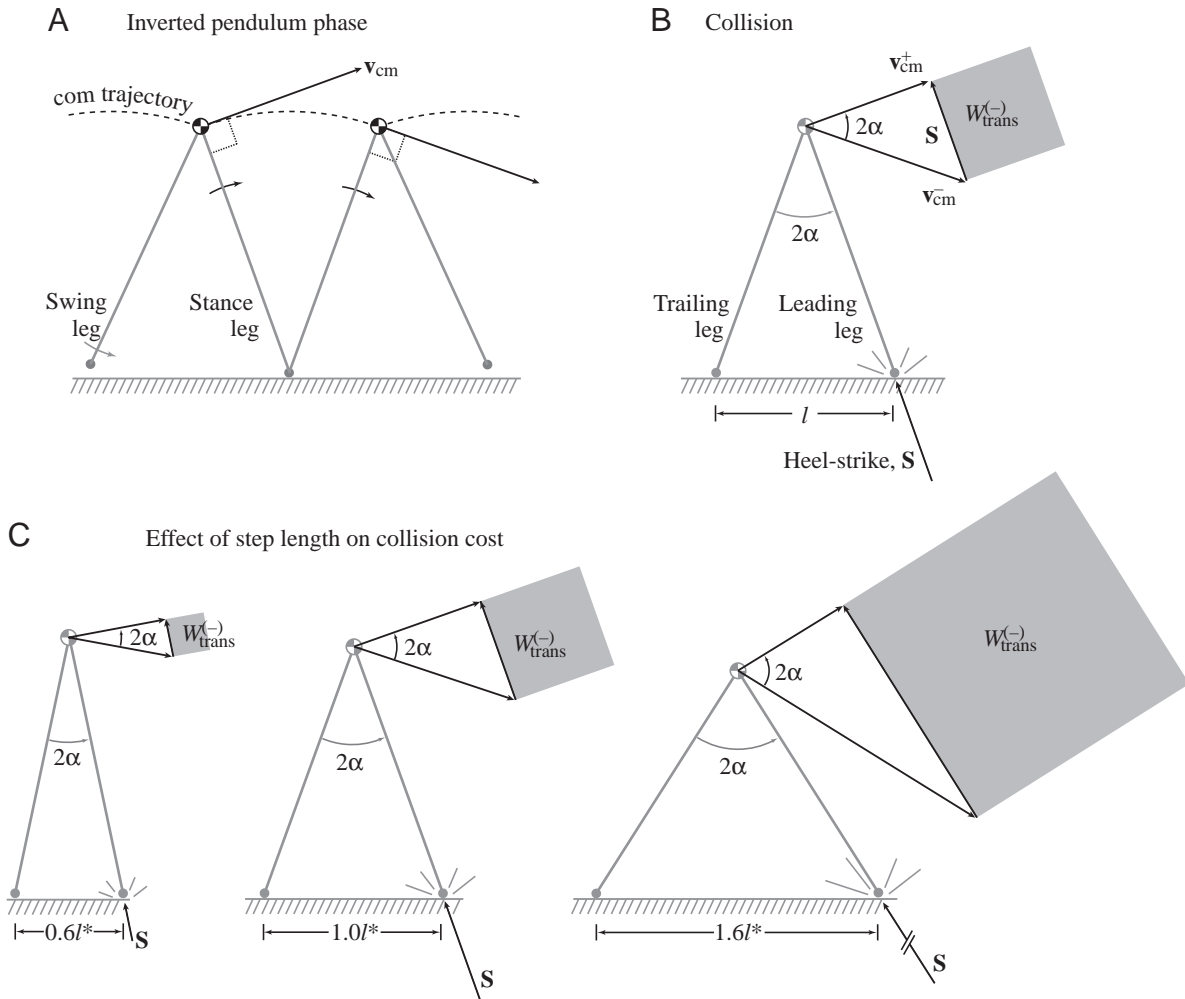 A Inverted pendulum phase
com trajectory
v_cm
Swing leg
Stance leg
B Collision
v_cm^+
2α
S
W_trans^(−)
v_cm^−
2α
Trailing leg
Leading leg
l
Heel-strike, S
C Effect of step length on collision cost
2α
W_trans^(−)
2α
0.6l*
S
2α
W_trans^(−)
2α
1.0l*
S
2α
W_trans^(−)
2α
1.6l*
S